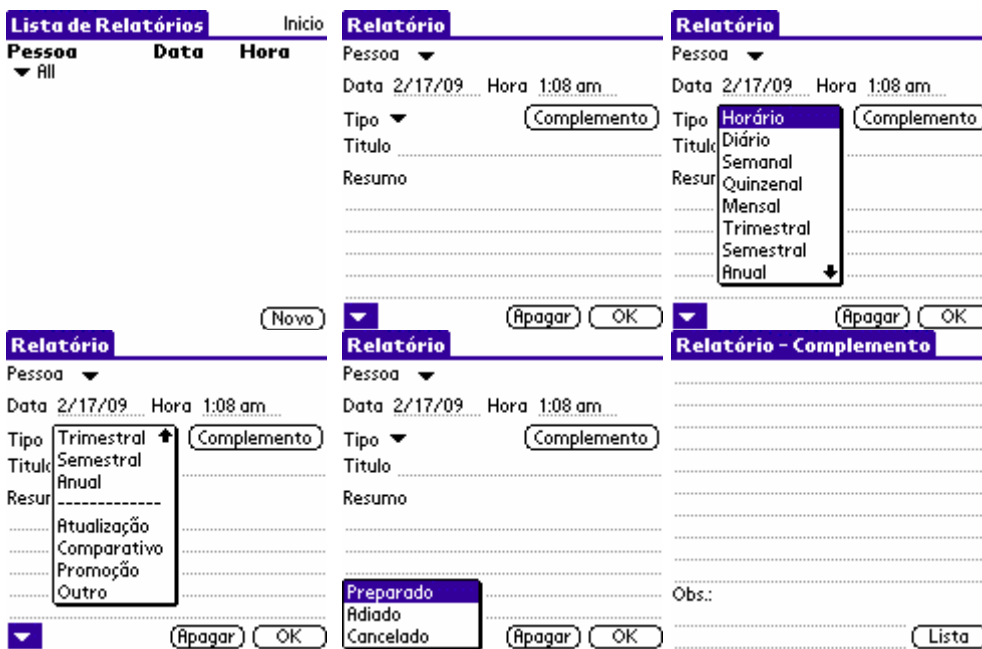 Lista de Relatórios Inicio
Pessoa Data Hora
All
Novo
Relatório
Pessoa
Data 2/17/09 Hora 1:08 am
Tipo Complemento
Titulo
Resumo
Apagar OK
Relatório
Pessoa
Data 2/17/09 Hora 1:08 am
Tipo Horário Complemento
Titulo Diário
Semanal
Resur Quinzenal
Mensal
Trimestral
Semestral
Anual
Apagar OK
Relatório
Pessoa
Data 2/17/09 Hora 1:08 am
Tipo Trimestral Complemento
Titulo Semestral
Anual
Resur -------------
Atualização
Comparativo
Promoção
Outro
Apagar OK
Relatório
Pessoa
Data 2/17/09 Hora 1:08 am
Tipo Complemento
Titulo
Resumo
Preparado
Adiado
Cancelado Apagar OK
Relatório - Complemento
Obs.:
Lista